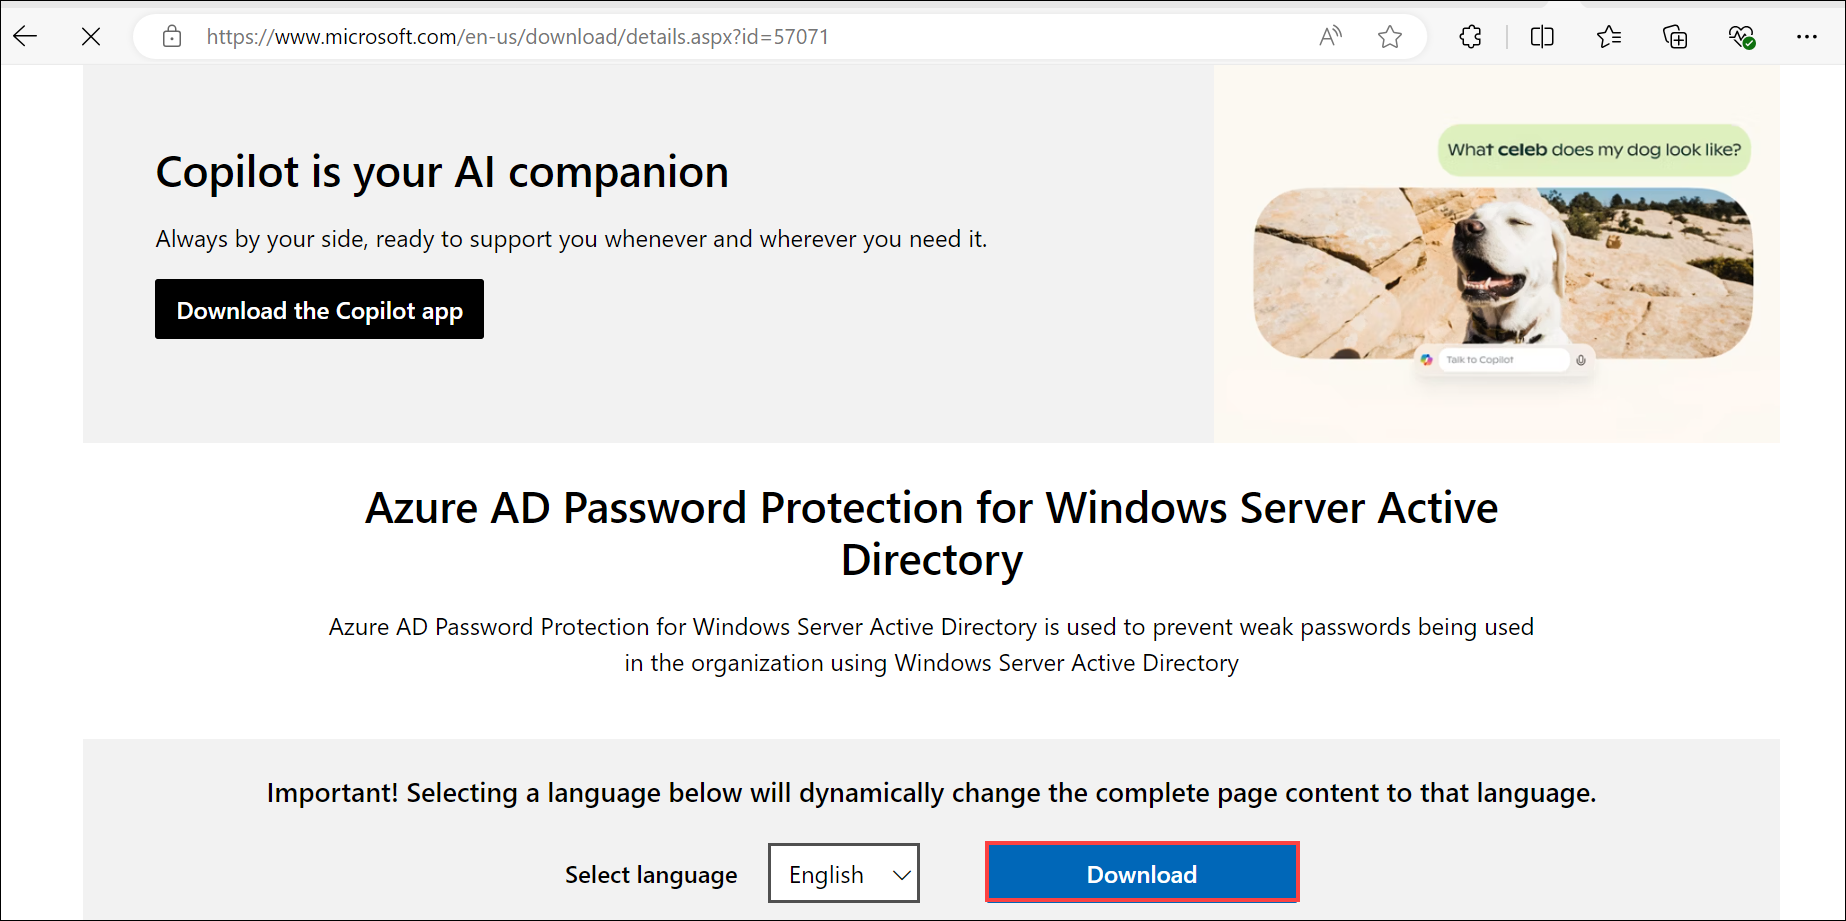 https://www.microsoft.com/en-us/download/details.aspx?id=57071
Copilot is your AI companion
Always by your side, ready to support you whenever and wherever you need it.
Download the Copilot app
What celeb does my dog look like?
Talk to Copilot
Azure AD Password Protection for Windows Server Active
Directory
Azure AD Password Protection for Windows Server Active Directory is used to prevent weak passwords being used
in the organization using Windows Server Active Directory
Important! Selecting a language below will dynamically change the complete page content to that language.
Select language English Download